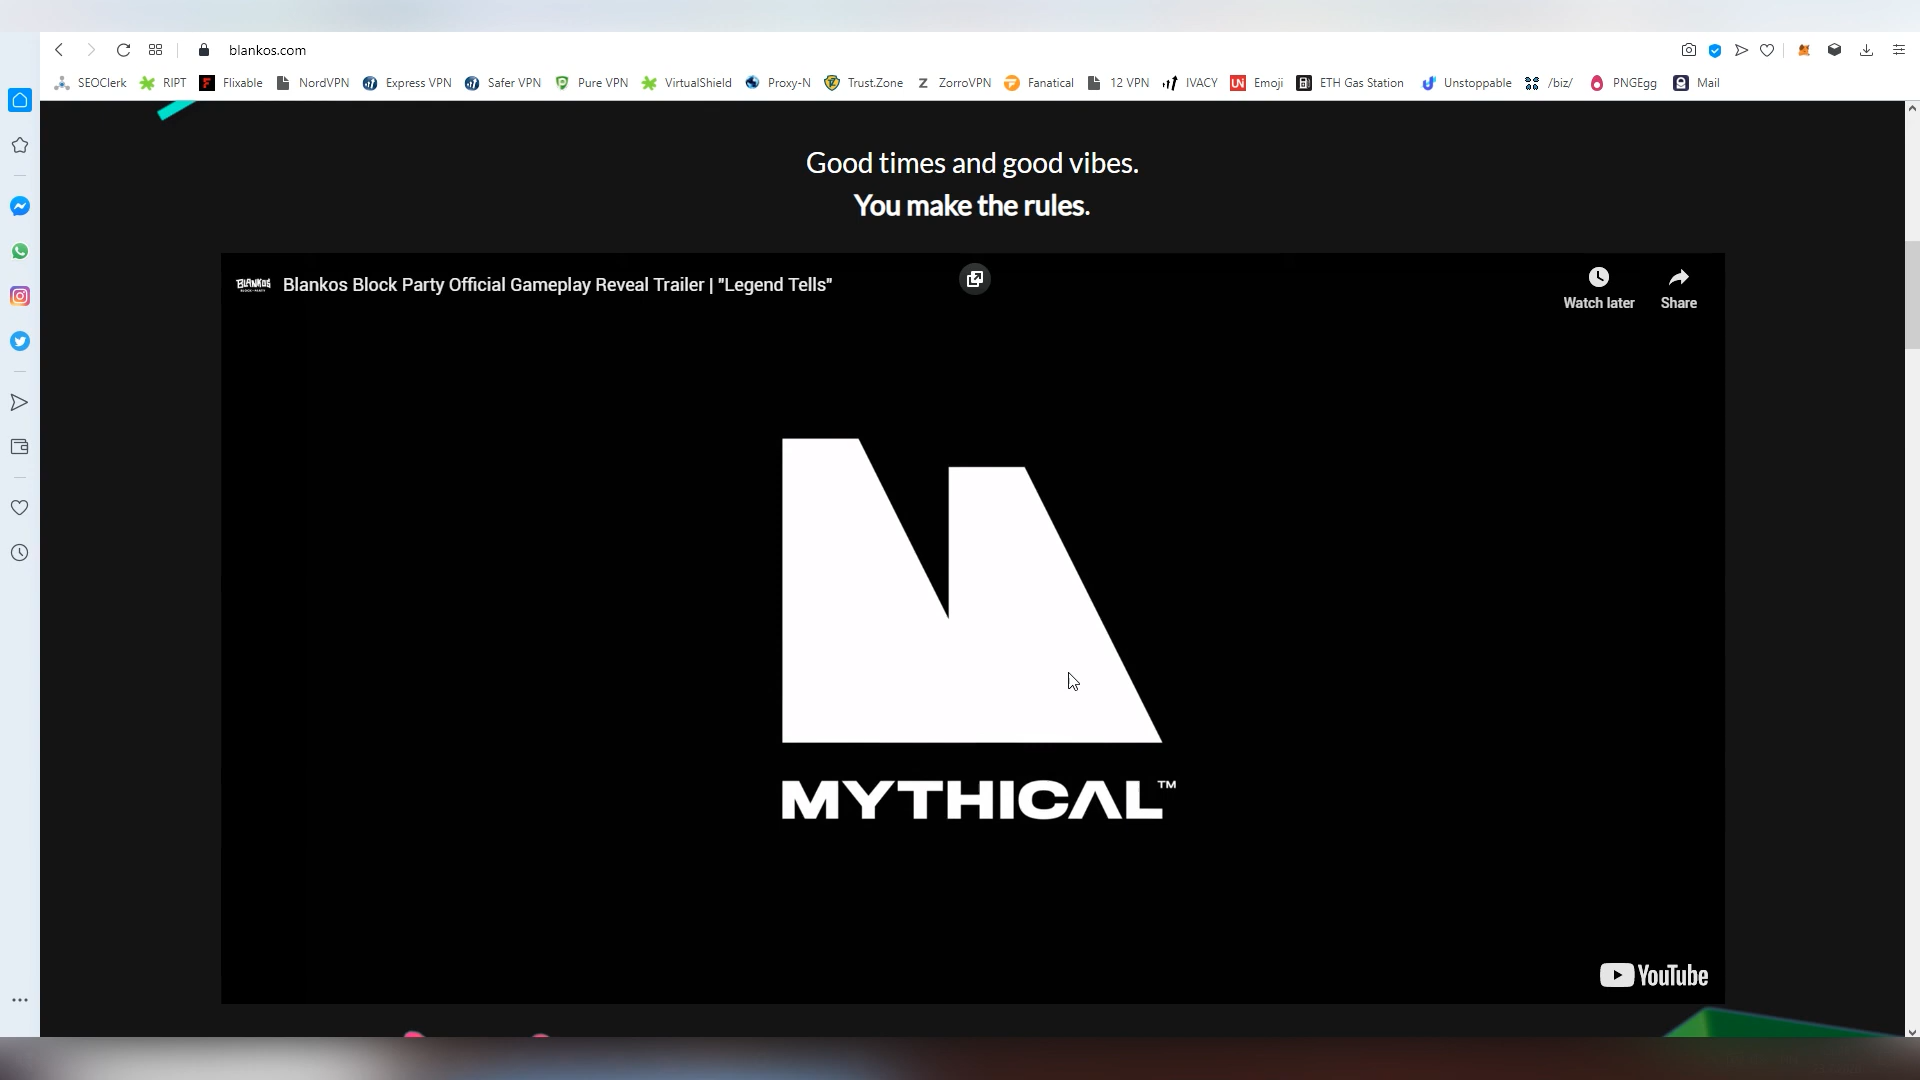 blankos.com
SEOClerk RIPT Flixable NordVPN Express VPN Safer VPN Pure VPN VirtualShield Proxy-N Trust.Zone ZorroVPN Fanatical 12 VPN IVACY Emoji ETH Gas Station Unstoppable /biz/ PNGEgg Mail
Good times and good vibes.
You make the rules.
BLANKOS Blankos Block Party Official Gameplay Reveal Trailer | "Legend Tells"
Watch later Share
MYTHICAL™
YouTube